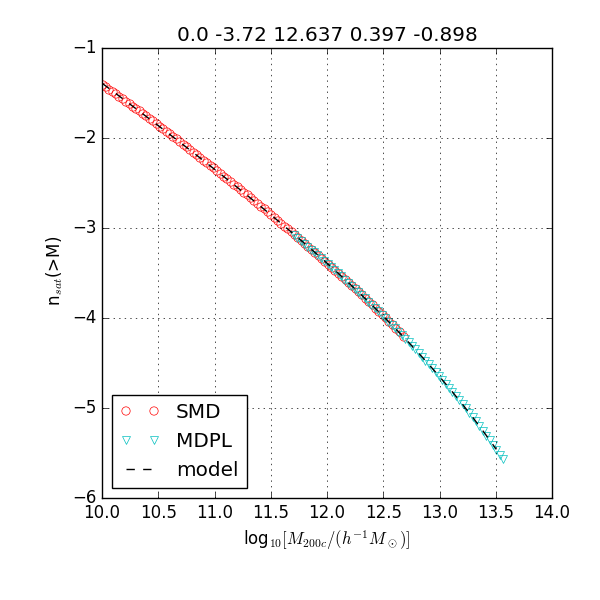 0.0 -3.72 12.637 0.397 -0.898
−1
−2
−3
−4
−5
−6
n_sat(>M)
SMD
MDPL
model
10.0 10.5 11.0 11.5 12.0 12.5 13.0 13.5 14.0
log₁₀[M₂₀₀c/(h⁻¹M⊙)]